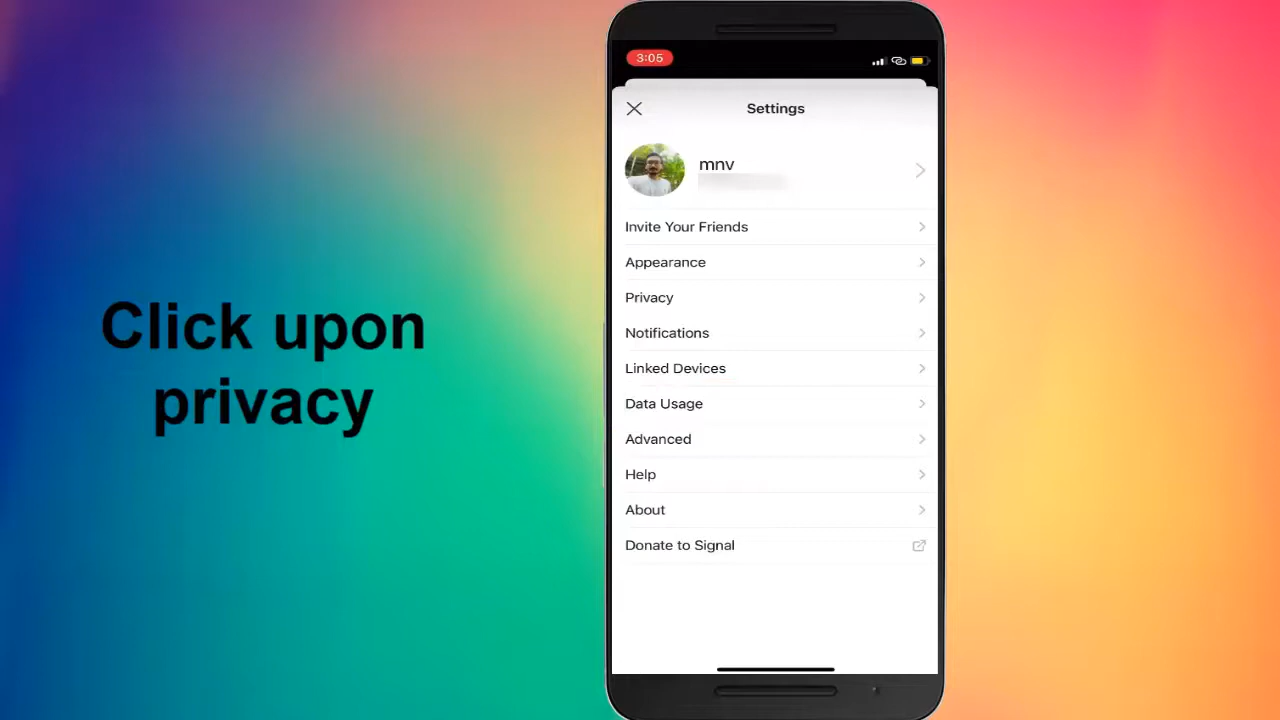 Click upon
privacy
3:05
Settings
mnv
Invite Your Friends
Appearance
Privacy
Notifications
Linked Devices
Data Usage
Advanced
Help
About
Donate to Signal